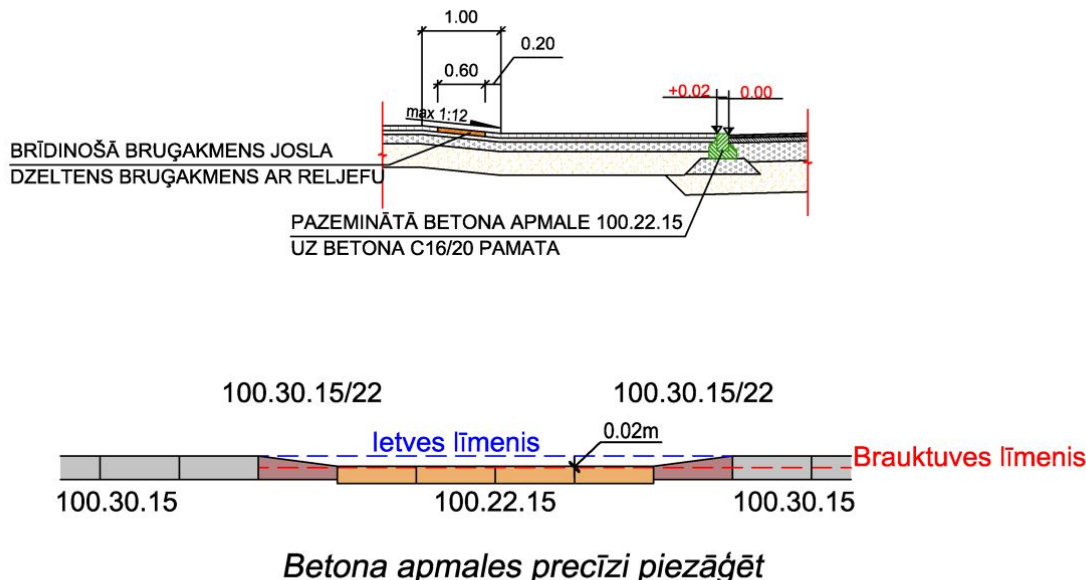 1.00
0.20
0.60
+0.02 0.00
max 1:12
BRĪDINOŠĀ BRUĢAKMENS JOSLA
DZELTENS BRUĢAKMENS AR RELJEFU
PAZEMINĀTĀ BETONA APMALE 100.22.15
UZ BETONA C16/20 PAMATA
100.30.15/22 100.30.15/22
Ietves līmenis 0.02m
Brauktuves līmenis
100.30.15 100.22.15 100.30.15
Betona apmales precīzi piezāģēt